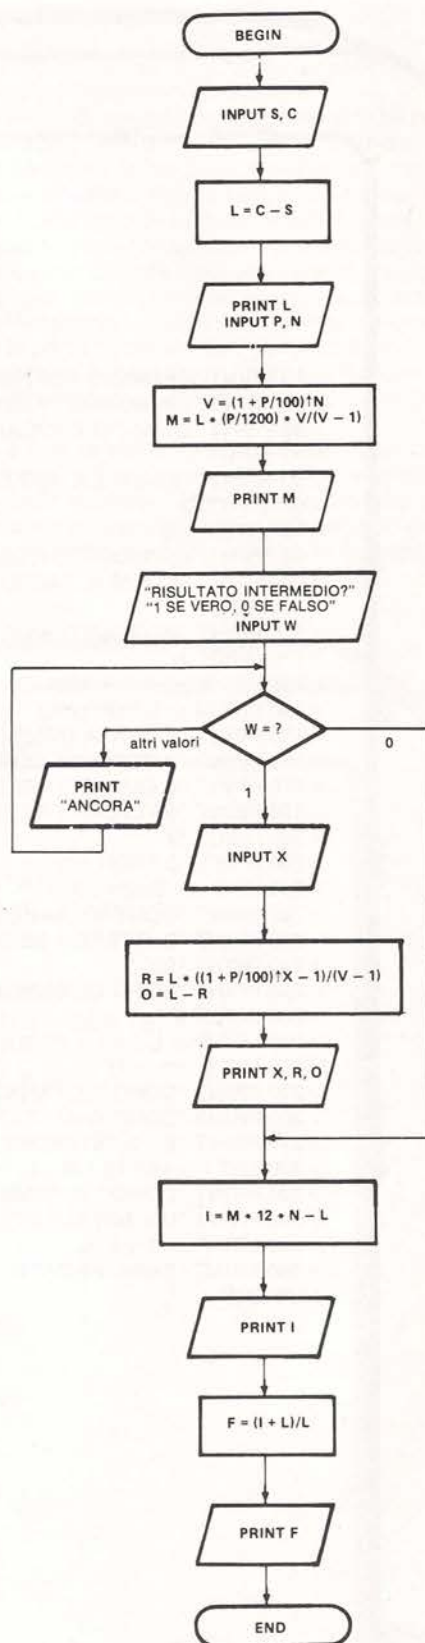 BEGIN
INPUT S, C
L = C – S
PRINT L
INPUT P, N
V = (1 + P/100)↑N
M = L * (P/1200) * V/(V – 1)
PRINT M
"RISULTATO INTERMEDIO?"
"1 SE VERO, 0 SE FALSO"
INPUT W
W = ?
altri valori
0
PRINT
"ANCORA"
1
INPUT X
R = L * ((1 + P/100)↑X – 1)/(V – 1)
O = L – R
PRINT X, R, O
I = M * 12 * N – L
PRINT I
F = (I + L)/L
PRINT F
END